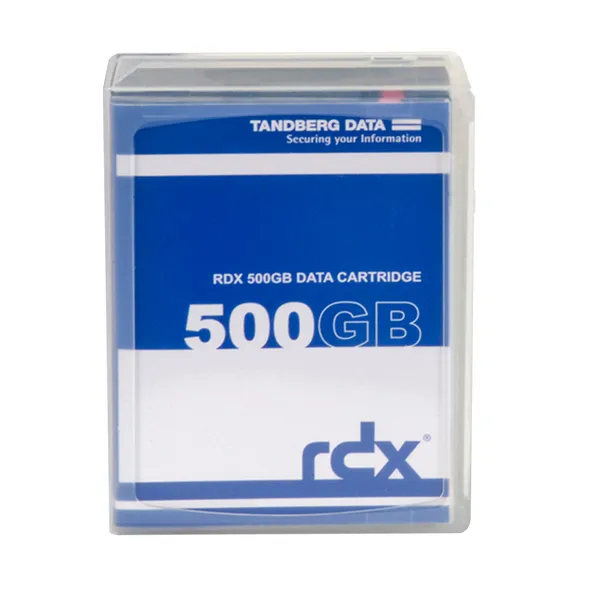 TANDBERG DATA
Securing your Information
RDX 500GB DATA CARTRIDGE
500GB
rdx®